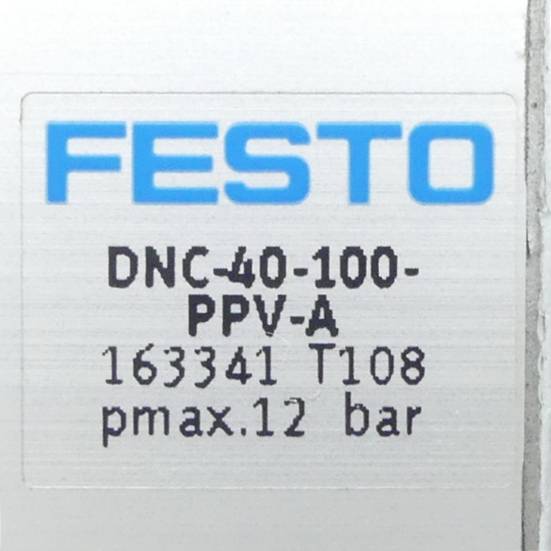 FESTO
DNC-40-100-
PPV-A
163341 T108
pmax.12 bar